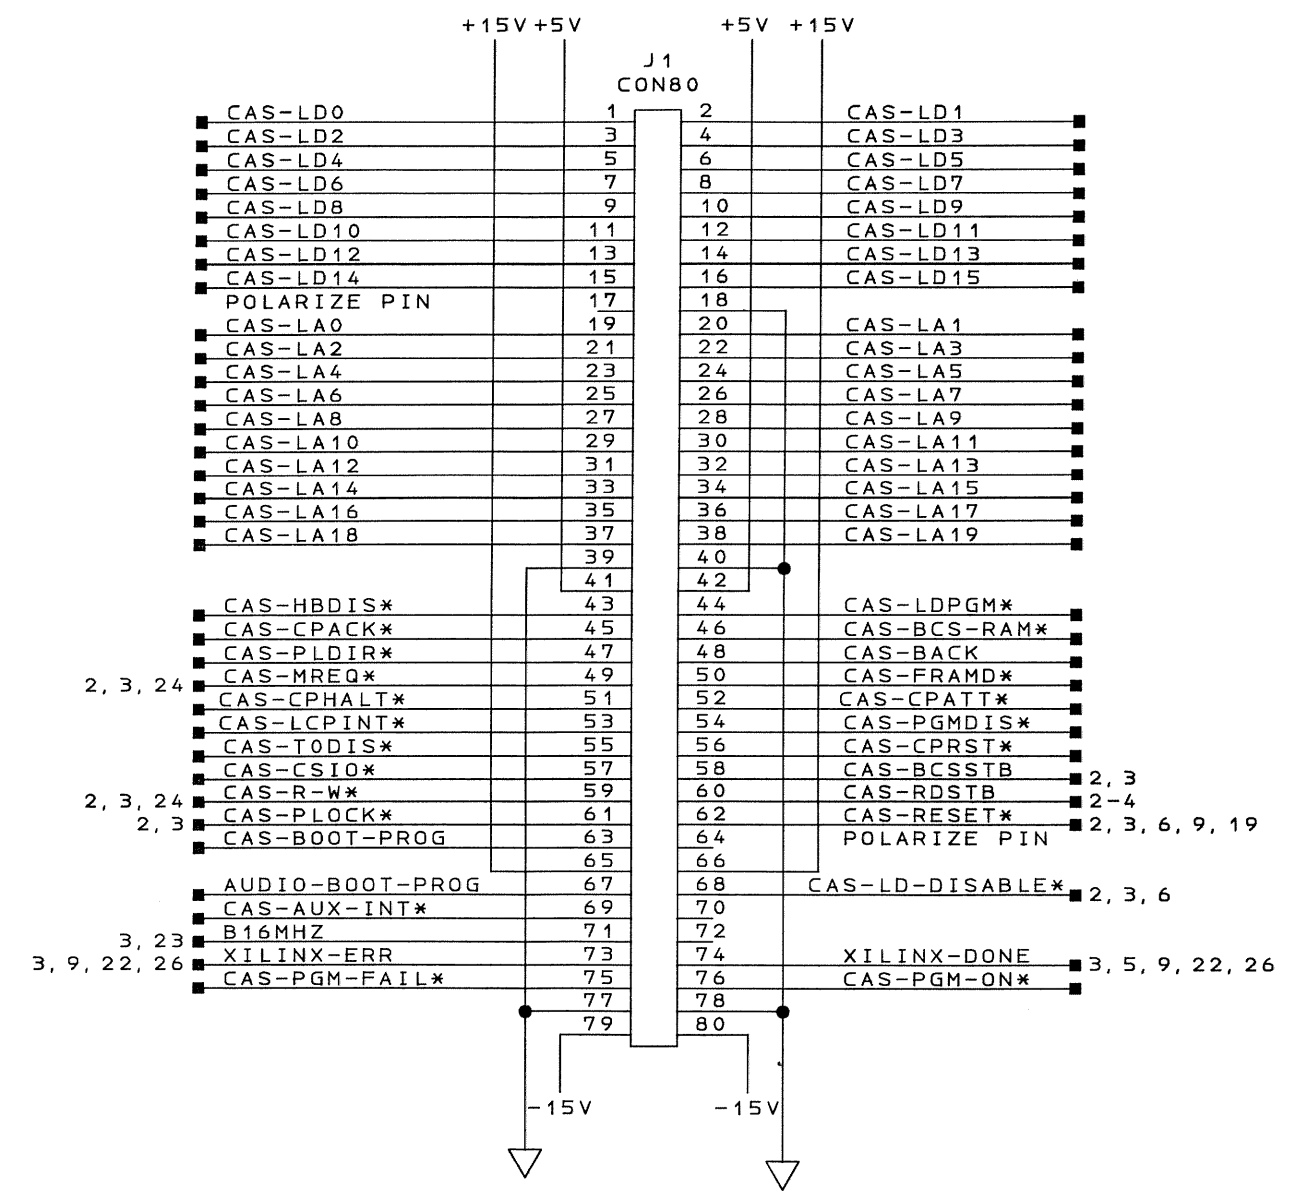 +15V +5V +5V +15V
J1
CON80
CAS-LD0 1 2 CAS-LD1
CAS-LD2 3 4 CAS-LD3
CAS-LD4 5 6 CAS-LD5
CAS-LD6 7 8 CAS-LD7
CAS-LD8 9 10 CAS-LD9
CAS-LD10 11 12 CAS-LD11
CAS-LD12 13 14 CAS-LD13
CAS-LD14 15 16 CAS-LD15
POLARIZE PIN 17 18
CAS-LA0 19 20 CAS-LA1
CAS-LA2 21 22 CAS-LA3
CAS-LA4 23 24 CAS-LA5
CAS-LA6 25 26 CAS-LA7
CAS-LA8 27 28 CAS-LA9
CAS-LA10 29 30 CAS-LA11
CAS-LA12 31 32 CAS-LA13
CAS-LA14 33 34 CAS-LA15
CAS-LA16 35 36 CAS-LA17
CAS-LA18 37 38 CAS-LA19
39 40
41 42
CAS-HBDIS* 43 44 CAS-LDPGM*
CAS-CPACK* 45 46 CAS-BCS-RAM*
CAS-PLDIR* 47 48 CAS-BACK
2, 3, 24 CAS-MREQ* 49 50 CAS-FRAMD*
CAS-CPHALT* 51 52 CAS-CPATT*
CAS-LCPINT* 53 54 CAS-PGMDIS*
CAS-TODIS* 55 56 CAS-CPRST*
CAS-CSIO* 57 58 CAS-BCSSTB 2, 3
2, 3, 24 CAS-R-W* 59 60 CAS-RDSTB 2-4
2, 3 CAS-PLOCK* 61 62 CAS-RESET* 2, 3, 6, 9, 19
CAS-BOOT-PROG 63 64 POLARIZE PIN
65 66
AUDIO-BOOT-PROG 67 68 CAS-LD-DISABLE* 2, 3, 6
CAS-AUX-INT* 69 70
3, 23 B16MHZ 71 72
3, 9, 22, 26 XILINX-ERR 73 74 XILINX-DONE 3, 5, 9, 22, 26
CAS-PGM-FAIL* 75 76 CAS-PGM-ON*
77 78
79 80
-15V -15V